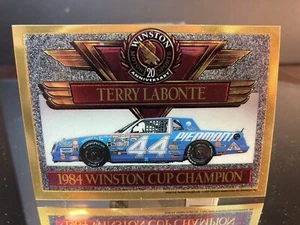 WINSTON
20
ANNIVERSARY
TERRY LABONTE
44
PIEDMONT
1984 WINSTON CUP CHAMPION